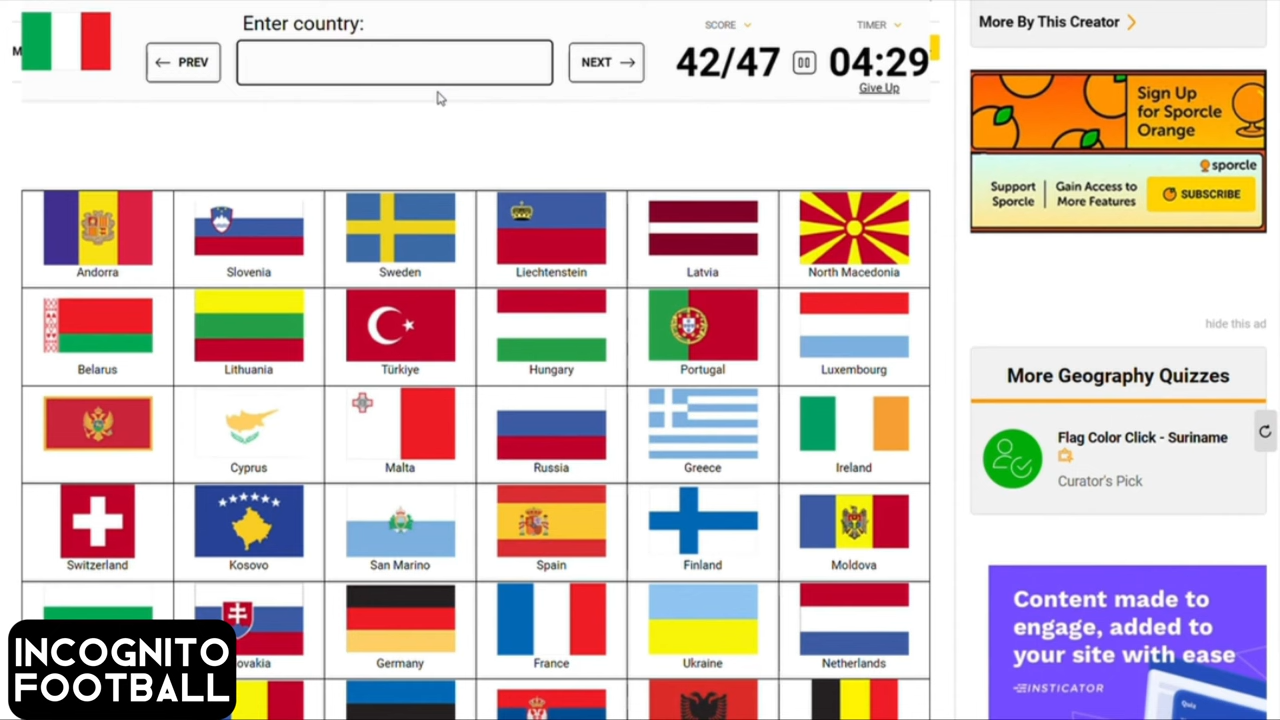 Enter country:
M
← PREV
NEXT →
SCORE
42/47
TIMER
04:29
Give Up
Andorra
Slovenia
Sweden
Liechtenstein
Latvia
North Macedonia
Belarus
Lithuania
Türkiye
Hungary
Portugal
Luxembourg
Cyprus
Malta
Russia
Greece
Ireland
Switzerland
Kosovo
San Marino
Spain
Finland
Moldova
ovakia
Germany
France
Ukraine
Netherlands
INCOGNITO
FOOTBALL
More By This Creator
Sign Up
for Sporcle
Orange
sporcle
Support
Sporcle
Gain Access to
More Features
SUBSCRIBE
hide this ad
More Geography Quizzes
Flag Color Click - Suriname
Curator's Pick
Content made to
engage, added to
your site with ease
INSTICATOR
Quiz